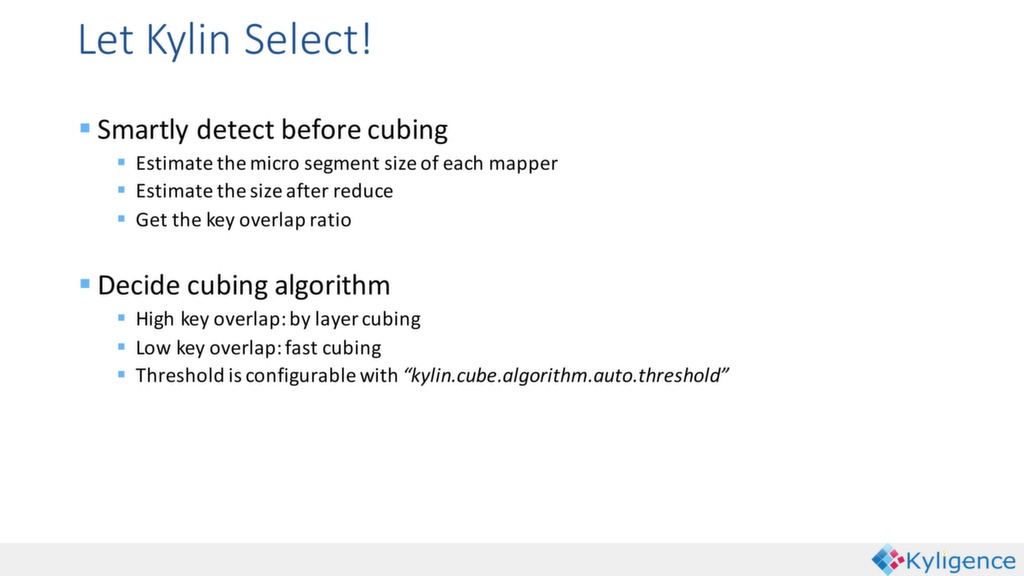 Let Kylin Select!
Smartly detect before cubing
Estimate the micro segment size of each mapper
Estimate the size after reduce
Get the key overlap ratio
Decide cubing algorithm
High key overlap: by layer cubing
Low key overlap: fast cubing
Threshold is configurable with “kylin.cube.algorithm.auto.threshold”
Kyligence